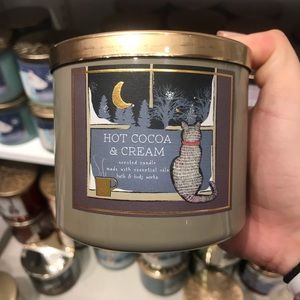 HOT COCOA
& CREAM
scented candle
made with essential oils
bath & body works